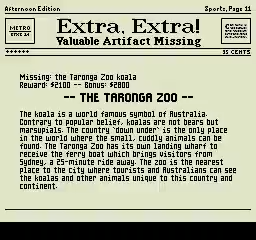 Afternoon Edition
Sports, Page 11
METRO
Extra, Extra!
Valuable Artifact Missing
35 CENTS
Missing: the Taronga Zoo koala
Reward: $2100 -- Bonus: $2800
-- THE TARONGA ZOO --
The koala is a world famous symbol of Australia.
Contrary to popular belief, koalas are not bears but
marsupials. The country 'down under' is the only place
in the world where the small, cuddly animals can be
found. The Taronga Zoo has its own landing wharf to
receive the ferry boat which brings visitors from
Sydney, a 25-minute ride away. The zoo is the nearest
place to the city where tourists and Australians can see
the koalas and other animals unique to this country and
continent.